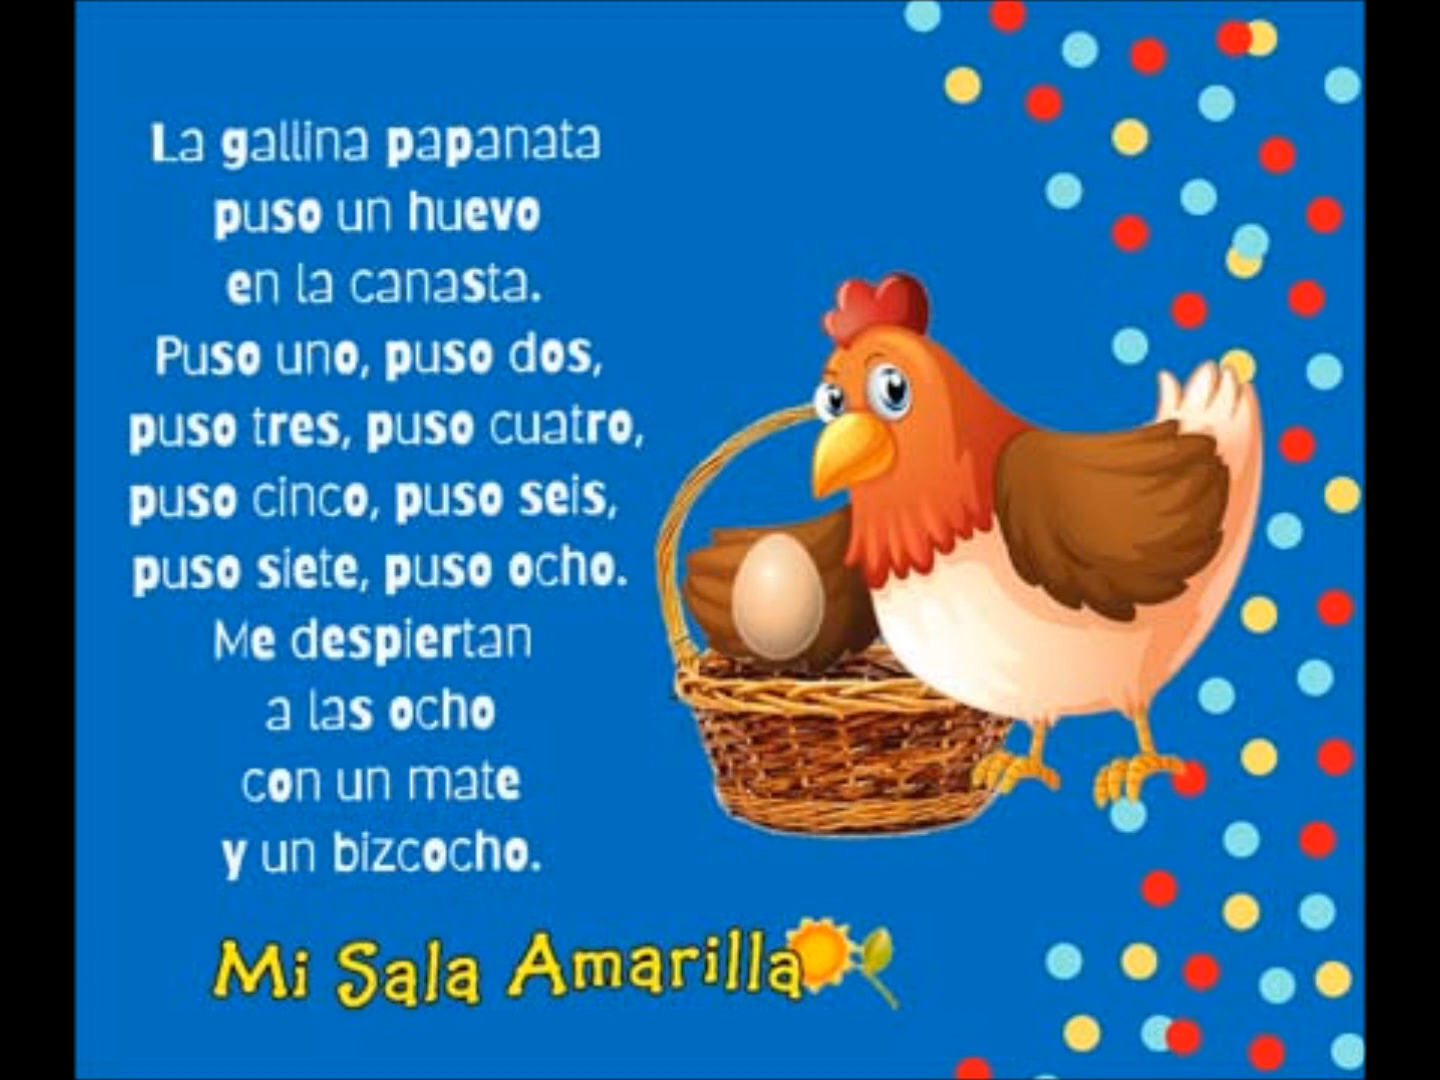 La gallina papanata
puso un huevo
en la canasta.
Puso uno, puso dos,
puso tres, puso cuatro,
puso cinco, puso seis,
puso siete, puso ocho.
Me despiertan
a las ocho
con un mate
y un bizcocho.
Mi Sala Amarilla